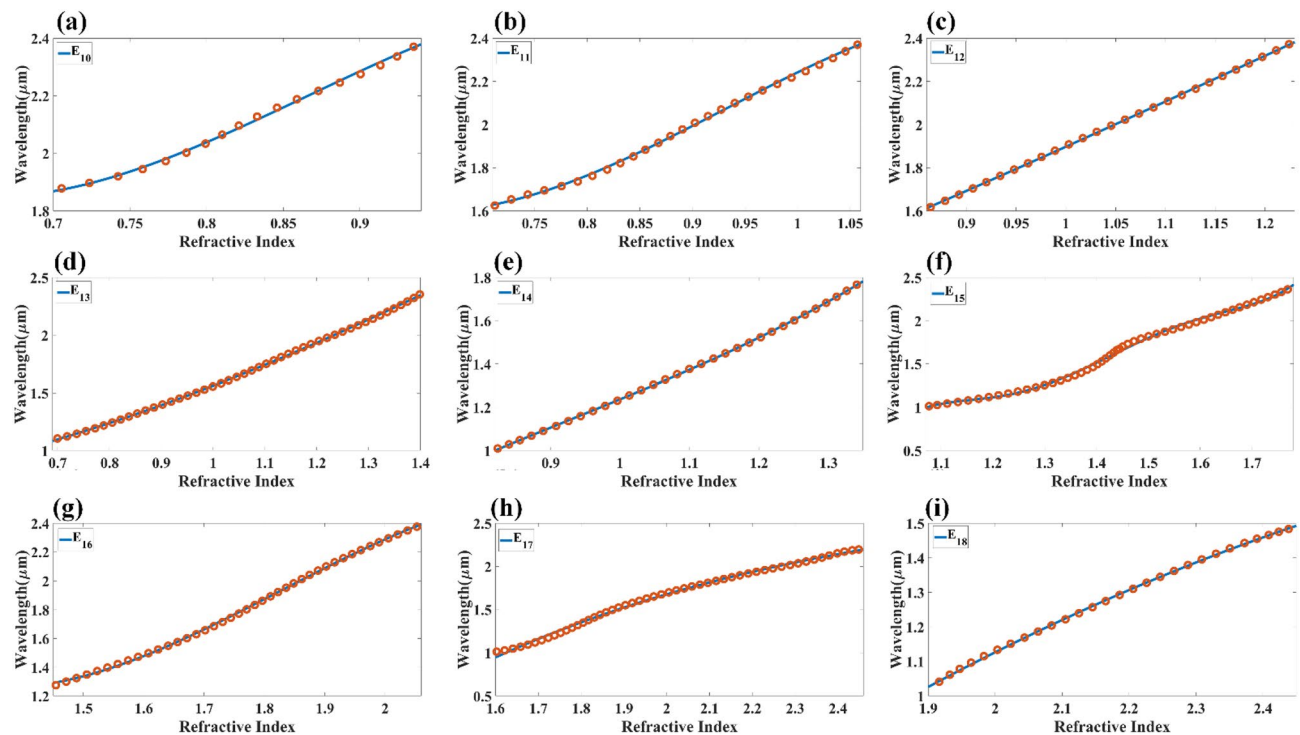 (a)
E10
Wavelength(μm)
2.4
2.2
2
1.8
0.7 0.75 0.8 0.85 0.9
Refractive Index
(b)
E11
Wavelength(μm)
2.4
2.2
2
1.8
1.6
0.75 0.8 0.85 0.9 0.95 1 1.05
Refractive Index
(c)
E12
Wavelength(μm)
2.4
2.2
2
1.8
1.6
0.9 0.95 1 1.05 1.1 1.15 1.2
Refractive Index
(d)
E13
Wavelength(μm)
2.5
2
1.5
1
0.7 0.8 0.9 1 1.1 1.2 1.3 1.4
Refractive Index
(e)
E14
Wavelength(μm)
1.8
1.6
1.4
1.2
1
0.9 1 1.1 1.2 1.3
Refractive Index
(f)
E15
Wavelength(μm)
2.5
2
1.5
1
0.5
1.1 1.2 1.3 1.4 1.5 1.6 1.7
Refractive Index
(g)
E16
Wavelength(μm)
2.4
2.2
2
1.8
1.6
1.4
1.2
1.5 1.6 1.7 1.8 1.9 2
Refractive Index
(h)
E17
Wavelength(μm)
2.5
2
1.5
1
0.5
1.6 1.7 1.8 1.9 2 2.1 2.2 2.3 2.4
Refractive Index
(i)
E18
Wavelength(μm)
1.5
1.4
1.3
1.2
1.1
1
1.9 2 2.1 2.2 2.3 2.4
Refractive Index